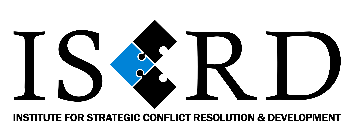 ISCRD
INSTITUTE FOR STRATEGIC CONFLICT RESOLUTION & DEVELOPMENT